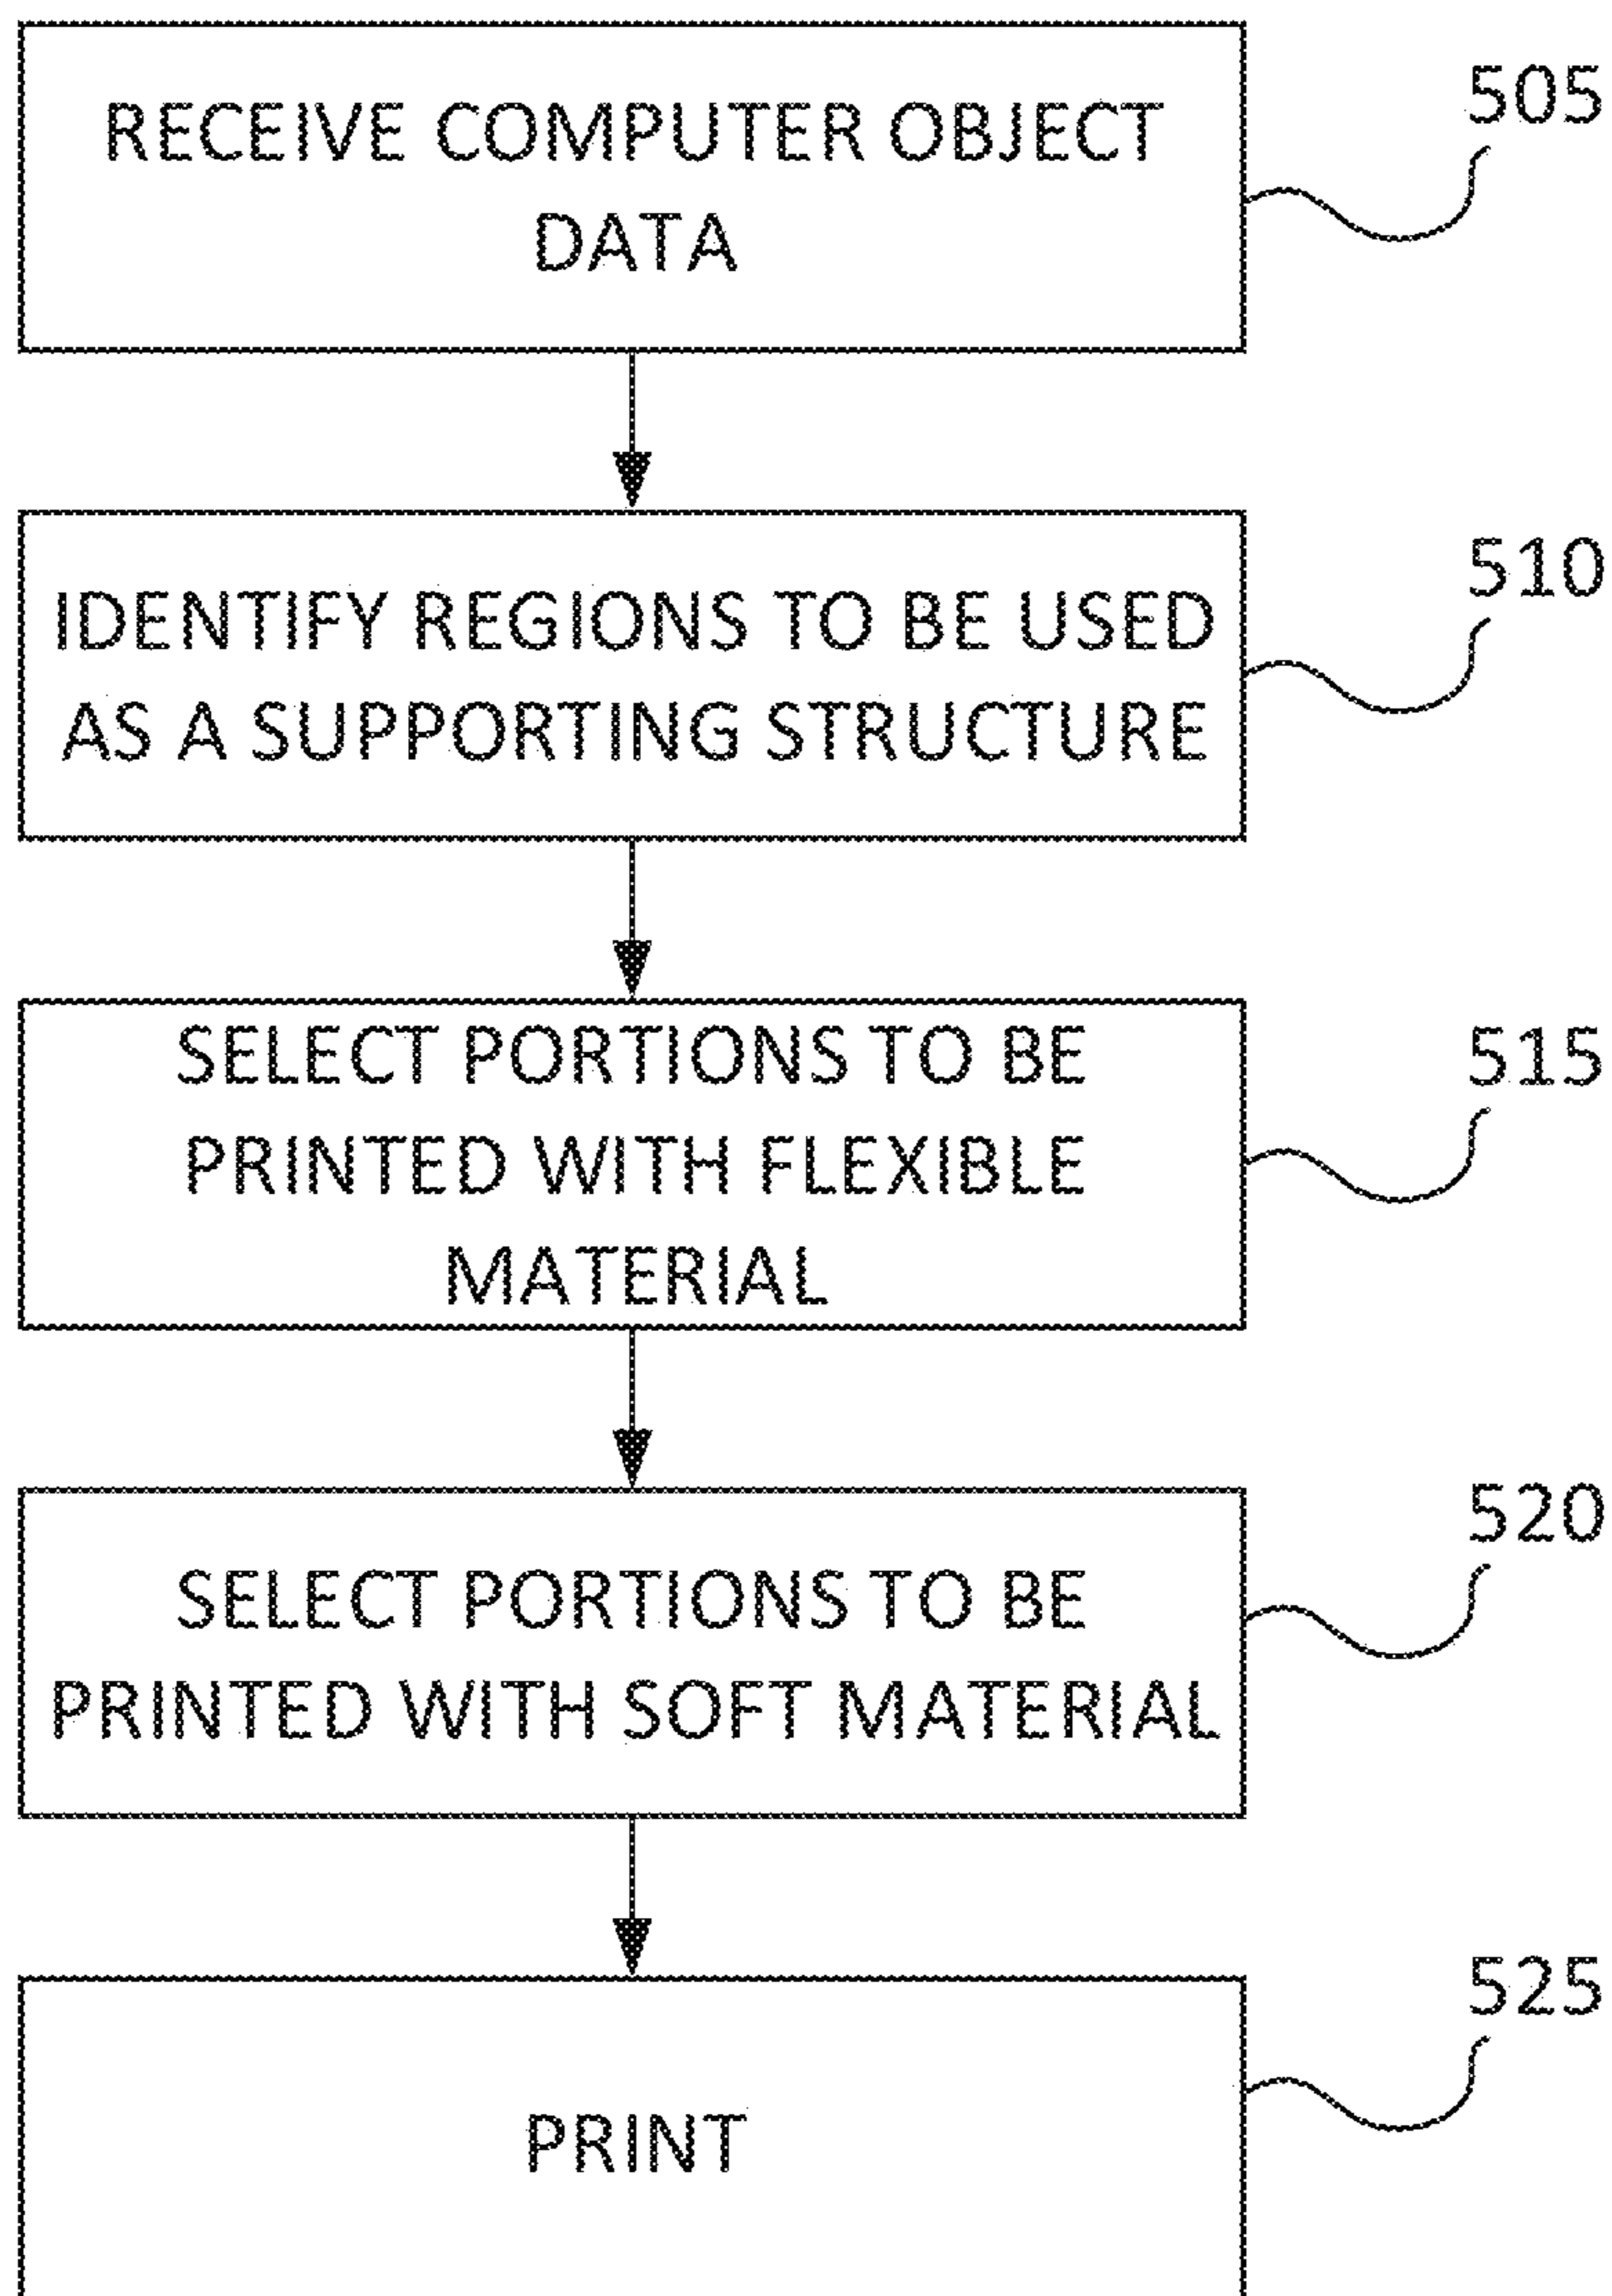 RECEIVE COMPUTER OBJECT
DATA
505
IDENTIFY REGIONS TO BE USED
AS A SUPPORTING STRUCTURE
510
SELECT PORTIONS TO BE
PRINTED WITH FLEXIBLE
MATERIAL
515
SELECT PORTIONS TO BE
PRINTED WITH SOFT MATERIAL
520
PRINT
525